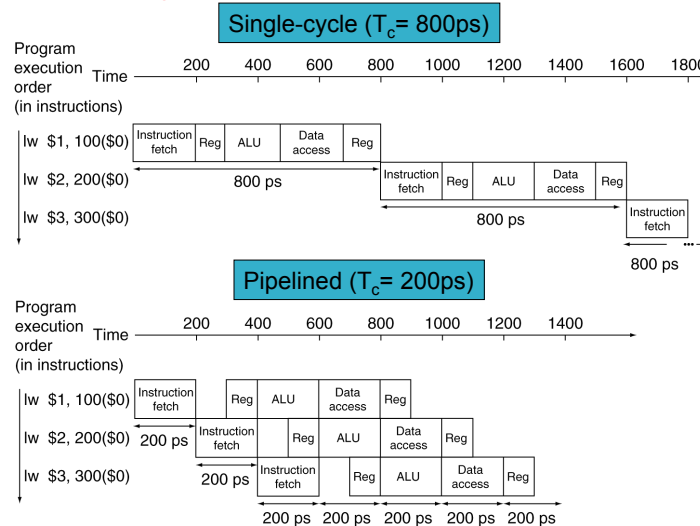 Single-cycle (Tc= 800ps)
Program
execution
order
(in instructions)
Time
200 400 600 800 1000 1200 1400 1600 1800
lw $1, 100($0)
Instruction
fetch
Reg
ALU
Data
access
Reg
800 ps
lw $2, 200($0)
Instruction
fetch
Reg
ALU
Data
access
Reg
800 ps
lw $3, 300($0)
Instruction
fetch
...
800 ps
Pipelined (Tc= 200ps)
Program
execution
order
(in instructions)
Time
200 400 600 800 1000 1200 1400
lw $1, 100($0)
Instruction
fetch
Reg
ALU
Data
access
Reg
200 ps
lw $2, 200($0)
Instruction
fetch
Reg
ALU
Data
access
Reg
200 ps
lw $3, 300($0)
Instruction
fetch
Reg
ALU
Data
access
Reg
200 ps 200 ps 200 ps 200 ps 200 ps